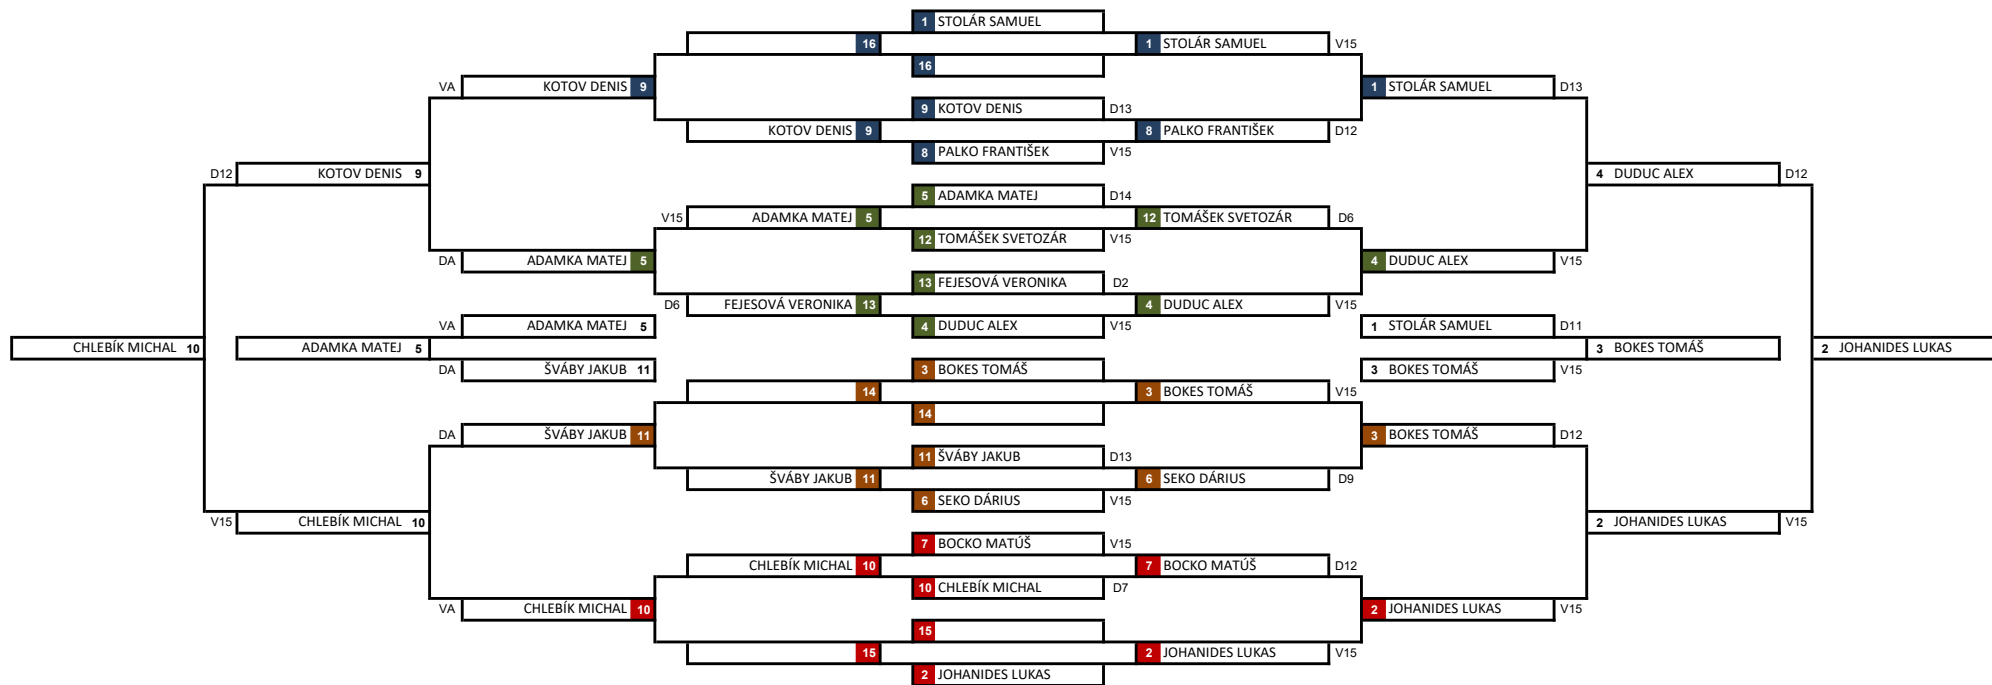 1 STOLÁR SAMUEL
16 1 STOLÁR SAMUEL V15
16
VA KOTOV DENIS 9 1 STOLÁR SAMUEL D13
9 KOTOV DENIS D13
KOTOV DENIS 9 8 PALKO FRANTIŠEK D12
8 PALKO FRANTIŠEK V15
D12 KOTOV DENIS 9 4 DUDUC ALEX D12
5 ADAMKA MATEJ D14
V15 ADAMKA MATEJ 5 12 TOMÁŠEK SVETOZÁR D6
12 TOMÁŠEK SVETOZÁR V15
DA ADAMKA MATEJ 5 4 DUDUC ALEX V15
13 FEJESOVÁ VERONIKA D2
D6 FEJESOVÁ VERONIKA 13 4 DUDUC ALEX V15
VA ADAMKA MATEJ 5 4 DUDUC ALEX V15 1 STOLÁR SAMUEL D11
CHLEBÍK MICHAL 10 ADAMKA MATEJ 5 3 BOKES TOMÁŠ 2 JOHANIDES LUKAS
DA ŠVÁBY JAKUB 11 3 BOKES TOMÁŠ 3 BOKES TOMÁŠ V15
14 3 BOKES TOMÁŠ V15
14
DA ŠVÁBY JAKUB 11 3 BOKES TOMÁŠ D12
11 ŠVÁBY JAKUB D13
ŠVÁBY JAKUB 11 6 SEKO DÁRIUS D9
6 SEKO DÁRIUS V15
V15 CHLEBÍK MICHAL 10 2 JOHANIDES LUKAS V15
7 BOCKO MATÚŠ V15
CHLEBÍK MICHAL 10 7 BOCKO MATÚŠ D12
10 CHLEBÍK MICHAL D7
VA CHLEBÍK MICHAL 10 2 JOHANIDES LUKAS V15
15
15 2 JOHANIDES LUKAS V15
2 JOHANIDES LUKAS